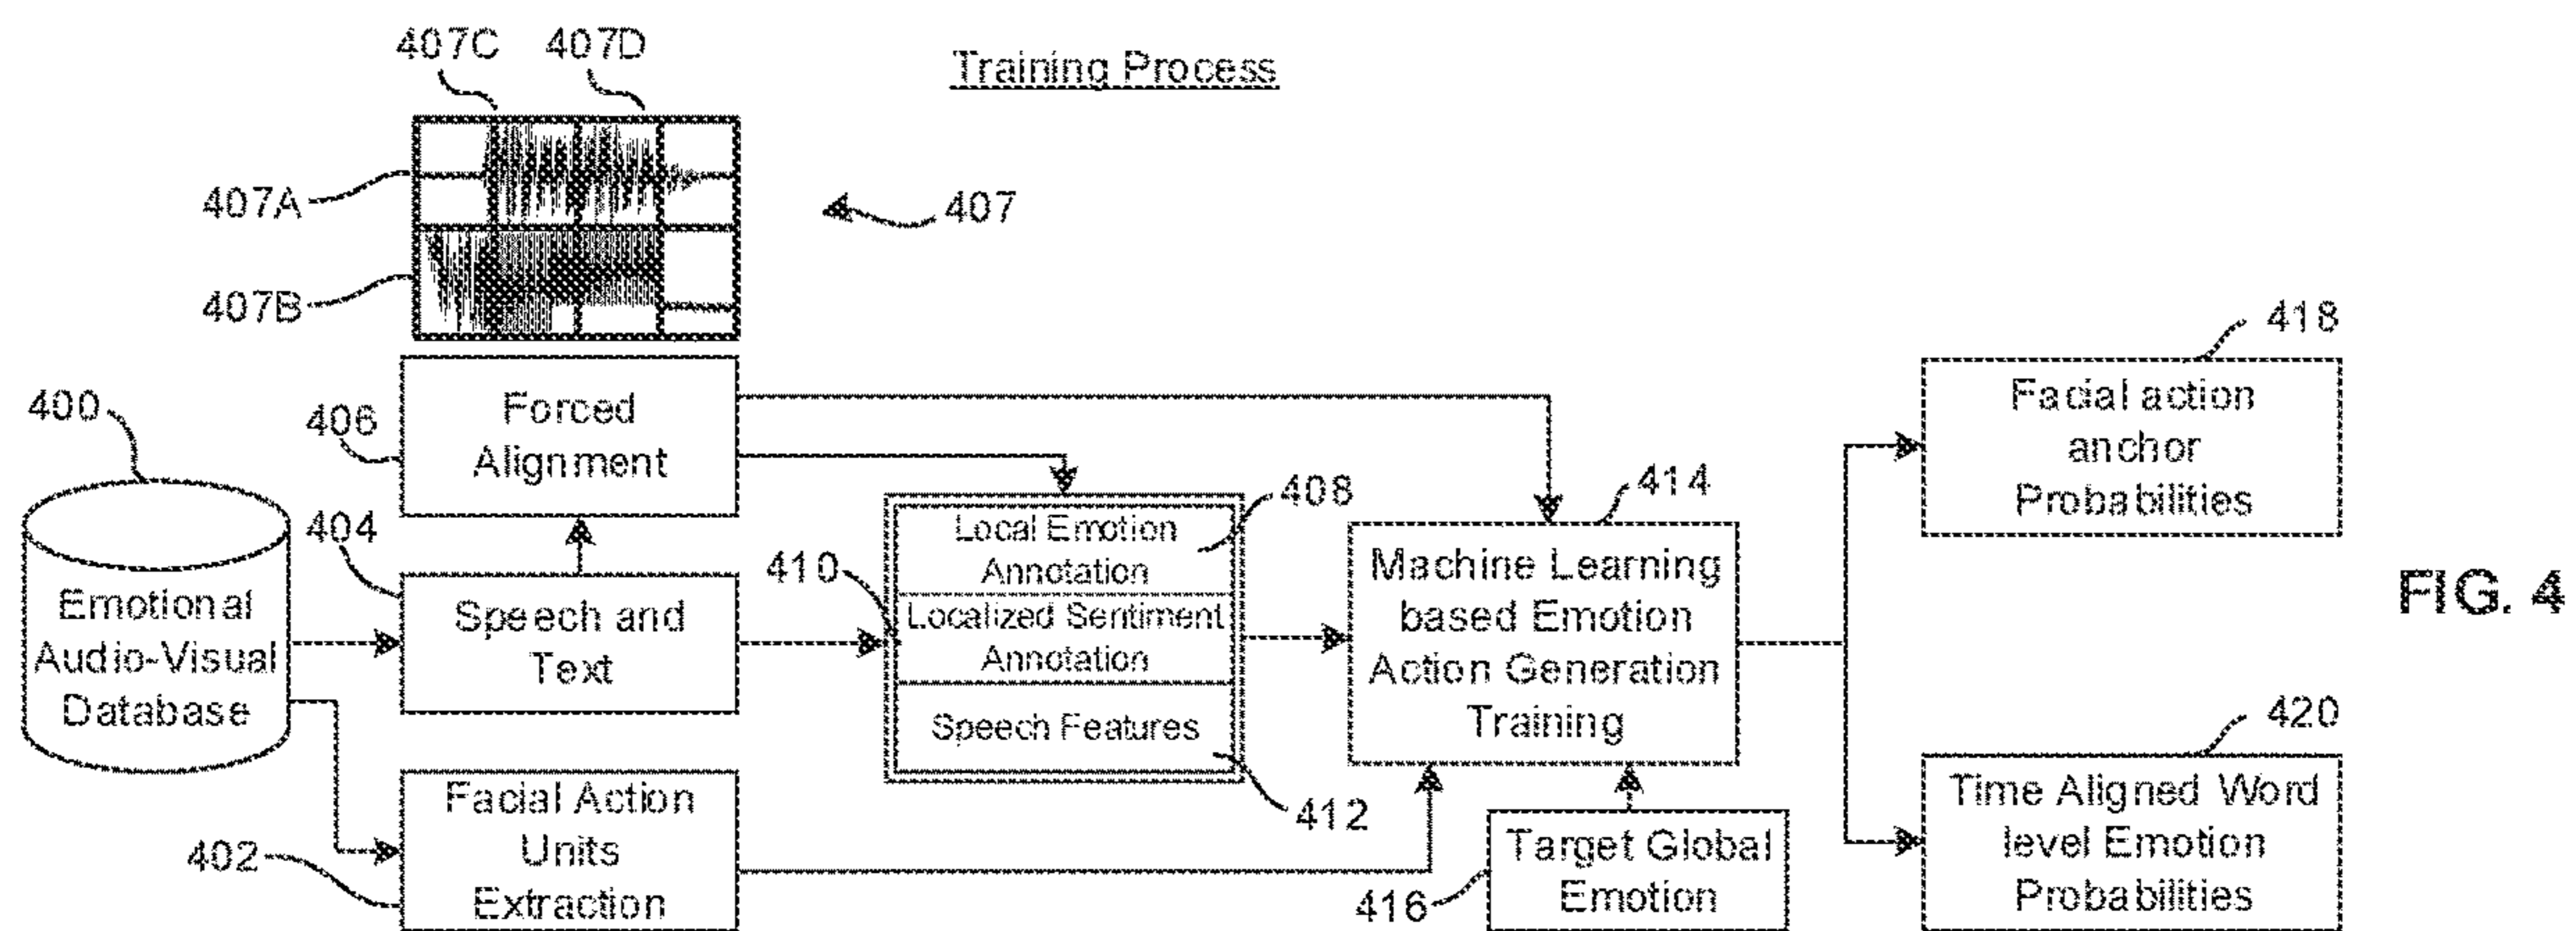 407C 407D
Training Process
407A
407
407B
418
400
406
Forced
Alignment
Facial action
anchor
Probabilities
414
408
404
Local Emotion
Annotation
410
Localized Sentiment
Annotation
Speech Features
Machine Learning
based Emotion
Action Generation
Training
Emotional
Audio-Visual
Database
Speech and
Text
FIG. 4
420
412
Facial Action
Units
Extraction
402
Target Global
Emotion
416
Time Aligned Word
level Emotion
Probabilities